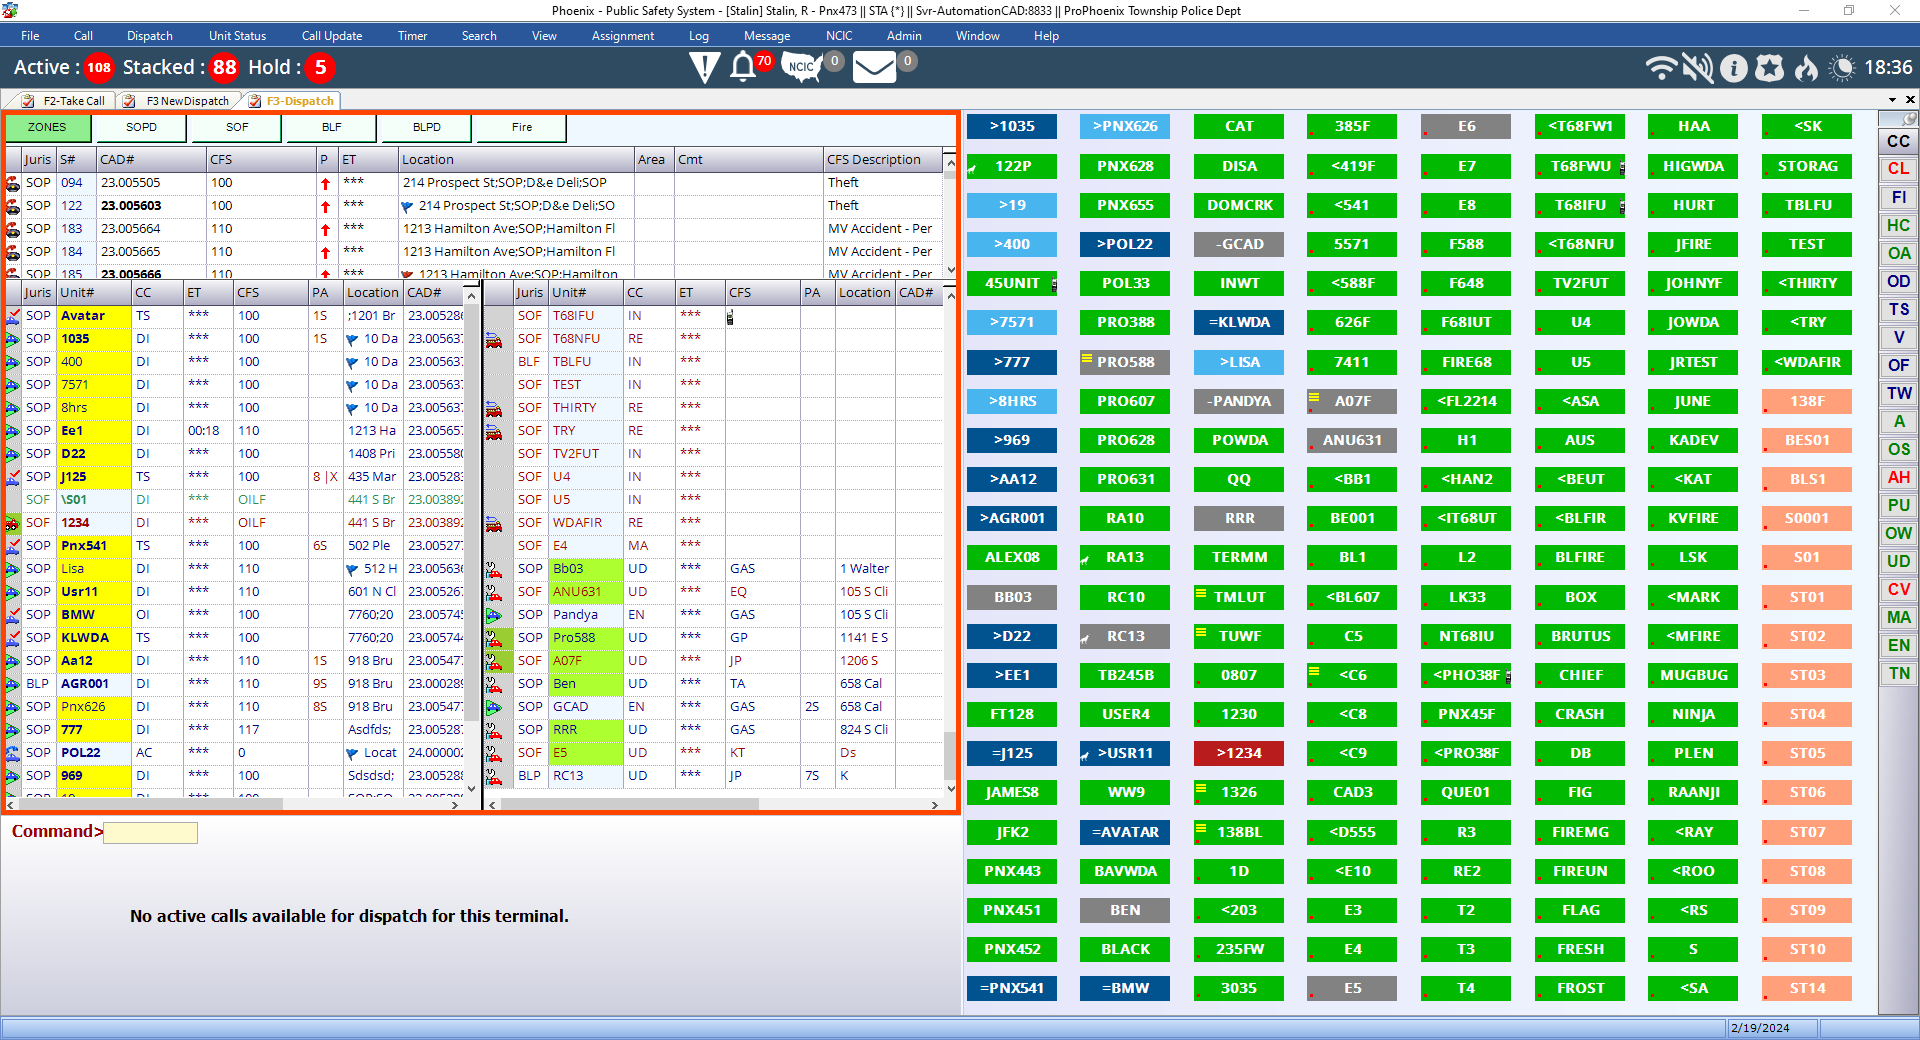 Phoenix - Public Safety System - [Stalin] Stalin, R - Pnx473 || STA {*} || Svr-AutomationCAD:8833 || ProPhoenix Township Police Dept
File Call Dispatch Unit Status Call Update Timer Search View Assignment Log Message NCIC Admin Window Help
Active : 108 Stacked : 88 Hold : 5 70 NCIC 0 0 18:36
F2-Take Call F3 NewDispatch F3-Dispatch
ZONES SOPD SOF BLF BLPD Fire
Juris S# CAD# CFS P ET Location Area Cmt CFS Description
SOP 094 23.005505 100 *** 214 Prospect St;SOP;D&e Deli;SOP Theft
SOP 122 23.005603 100 *** 214 Prospect St;SOP;D&e Deli;SO Theft
SOP 183 23.005664 110 *** 1213 Hamilton Ave;SOP;Hamilton Fl MV Accident - Per
SOP 184 23.005665 110 *** 1213 Hamilton Ave;SOP;Hamilton Fl MV Accident - Per
SOP 185 23.005666 110 *** 1213 Hamilton Ave;SOP;Hamilton MV Accident - Per
Juris Unit# CC ET CFS PA Location CAD#
SOP Avatar TS *** 100 1S ;1201 Br 23.005286
SOP 1035 DI *** 100 1S 10 Da 23.005637
SOP 400 DI *** 100 10 Da 23.005637
SOP 7571 DI *** 100 10 Da 23.005637
SOP 8hrs DI *** 100 10 Da 23.005637
SOP Ee1 DI 00:18 110 1213 Ha 23.005657
SOP D22 DI *** 100 1408 Pri 23.005580
SOP J125 TS *** 100 8 |X 435 Mar 23.005283
SOF \S01 DI *** OILF 441 S Br 23.003892
SOF 1234 DI *** OILF 441 S Br 23.003892
SOP Pnx541 TS *** 100 6S 502 Ple 23.005277
SOP Lisa DI *** 110 512 H 23.005636
SOP Usr11 DI *** 110 601 N Cl 23.005267
SOP BMW OI *** 100 7760;20 23.005745
SOP KLWDA TS *** 100 7760;20 23.005744
SOP Aa12 DI *** 110 1S 918 Bru 23.005477
BLP AGR001 DI *** 110 9S 918 Bru 23.000289
SOP Pnx626 DI *** 110 8S 918 Bru 23.005477
SOP 777 DI *** 117 Asdfds; 23.005287
SOP POL22 AC *** 0 Locat 24.000002
SOP 969 DI *** 100 Sdsdsd; 23.005288
Juris Unit# CC ET CFS PA Location CAD#
SOF T68IFU IN ***
SOF T68NFU RE ***
BLF TBLFU IN ***
SOF TEST IN ***
SOF THIRTY RE ***
SOF TRY RE ***
SOF TV2FUT IN ***
SOF U4 IN ***
SOF U5 IN ***
SOF WDAFIR RE ***
SOF E4 MA ***
SOP Bb03 UD *** GAS 1 Walter
SOF ANU631 UD *** EQ 105 S Cli
SOP Pandya EN *** GAS 105 S Cli
SOP Pro588 UD *** GP 1141 E S
SOF A07F UD *** JP 1206 S
SOP Ben UD *** TA 658 Cal
SOP GCAD EN *** GAS 2S 658 Cal
SOP RRR UD *** GAS 824 S Cli
SOF E5 UD *** KT Ds
BLP RC13 UD *** JP 7S K
Command>
No active calls available for dispatch for this terminal.
>1035 >PNX626 CAT 385F E6 <T68FW1 HAA <SK
122P PNX628 DISA <419F E7 T68FWU HIGWDA STORAG
>19 PNX655 DOMCRK <541 E8 T68IFU HURT TBLFU
>400 >POL22 -GCAD 5571 F588 <T68NFU JFIRE TEST
45UNIT POL33 INWT <588F F648 TV2FUT JOHNYF <THIRTY
>7571 PRO388 =KLWDA 626F F68IUT U4 JOWDA <TRY
>777 PRO588 >LISA 7411 FIRE68 U5 JRTEST <WDAFIR
>8HRS PRO607 -PANDYA A07F <FL2214 <ASA JUNE 138F
>969 PRO628 POWDA ANU631 H1 AUS KADEV BES01
>AA12 PRO631 QQ <BB1 <HAN2 <BEUT <KAT BLS1
>AGR001 RA10 RRR BE001 <IT68UT <BLFIR KVFIRE S0001
ALEX08 RA13 TERMM BL1 L2 BLFIRE LSK S01
BB03 RC10 TMLUT <BL607 LK33 BOX <MARK ST01
>D22 RC13 TUWF C5 NT68IU BRUTUS <MFIRE ST02
>EE1 TB245B 0807 <C6 <PHO38F CHIEF MUGBUG ST03
FT128 USER4 1230 <C8 PNX45F CRASH NINJA ST04
=J125 >USR11 >1234 <C9 <PRO38F DB PLEN ST05
JAMES8 WW9 1326 CAD3 QUE01 FIG RAANJI ST06
JFK2 =AVATAR 138BL <D555 R3 FIREMG <RAY ST07
PNX443 BAVWDA 1D <E10 RE2 FIREUN <ROO ST08
PNX451 BEN <203 E3 T2 FLAG <RS ST09
PNX452 BLACK 235FW E4 T3 FRESH S ST10
=PNX541 =BMW 3035 E5 T4 FROST <SA ST14
CC
CL
FI
HC
OA
OD
TS
V
OF
TW
A
OS
AH
PU
OW
UD
CV
MA
EN
TN
2/19/2024